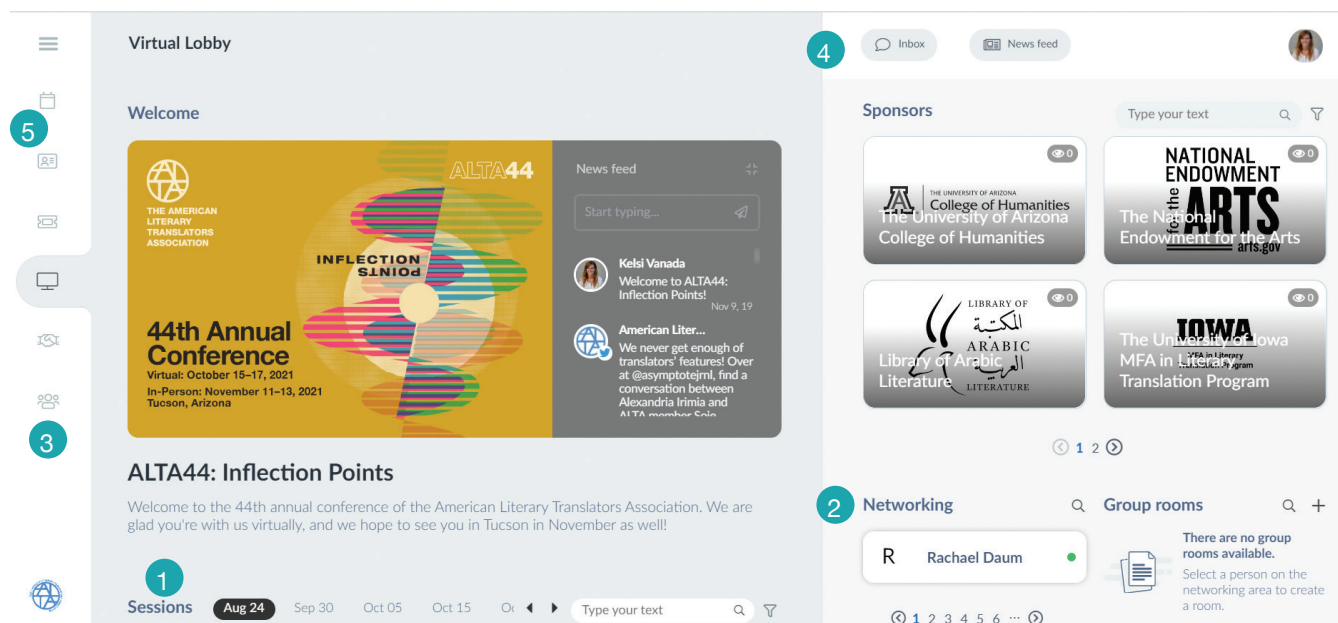 Virtual Lobby
4
Inbox
News feed
5
Welcome
THE AMERICAN
LITERARY
TRANSLATORS
ASSOCIATION
ALTA44
INFLECTION
POINTS
44th Annual
Conference
Virtual: October 15–17, 2021
In-Person: November 11–13, 2021
Tucson, Arizona
News feed
Start typing...
Kelsi Vanada
Welcome to ALTA44:
Inflection Points!
Nov 9, 19
American Liter...
We never get enough of
translators' features! Over
at @asymptotejrnl, find a
conversation between
Alexandria Irimia and
ALTA member Soje
Sponsors
Type your text
0
A
THE UNIVERSITY OF ARIZONA
College of Humanities
The University of Arizona
College of Humanities
0
NATIONAL
ENDOWMENT
for the
ARTS
arts.gov
The National
Endowment for the Arts
0
LIBRARY OF
المكتبة
ARABIC
العربية
LITERATURE
Library of Arabic
Literature
0
IOWA
MFA in Literary
Translation Program
The University of Iowa
MFA in Literary
Translation Program
1 2
3
ALTA44: Inflection Points
Welcome to the 44th annual conference of the American Literary Translators Association. We are
glad you're with us virtually, and we hope to see you in Tucson in November as well!
1
Sessions
Aug 24
Sep 30
Oct 05
Oct 15
Type your text
2
Networking
R
Rachael Daum
1 2 3 4 5 6 ...
Group rooms
There are no group
rooms available.
Select a person on the
networking area to create
a room.